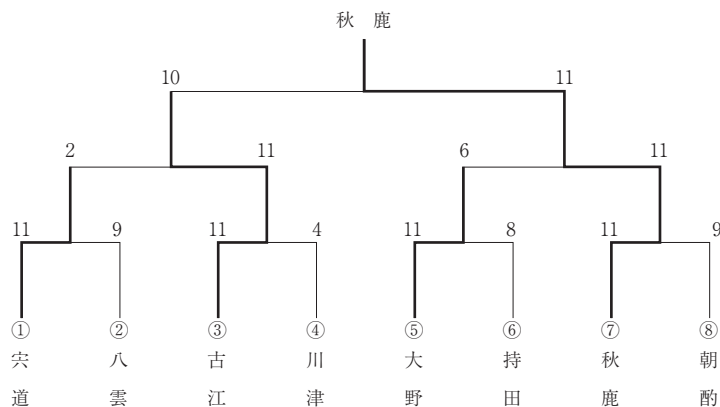 秋鹿
10 11
2 11 6 11
11 9 11 4 11 8 11 9
① ② ③ ④ ⑤ ⑥ ⑦ ⑧
宍道 八雲 古江 川津 大野 持田 秋鹿 朝酌